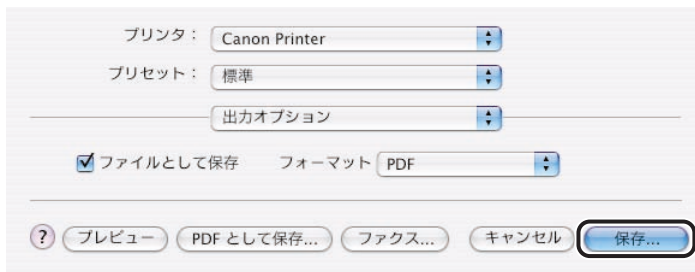 プリンタ： Canon Printer
プリセット： 標準
出力オプション
ファイルとして保存 フォーマット PDF
? プレビュー PDF として保存... ファクス... キャンセル 保存...